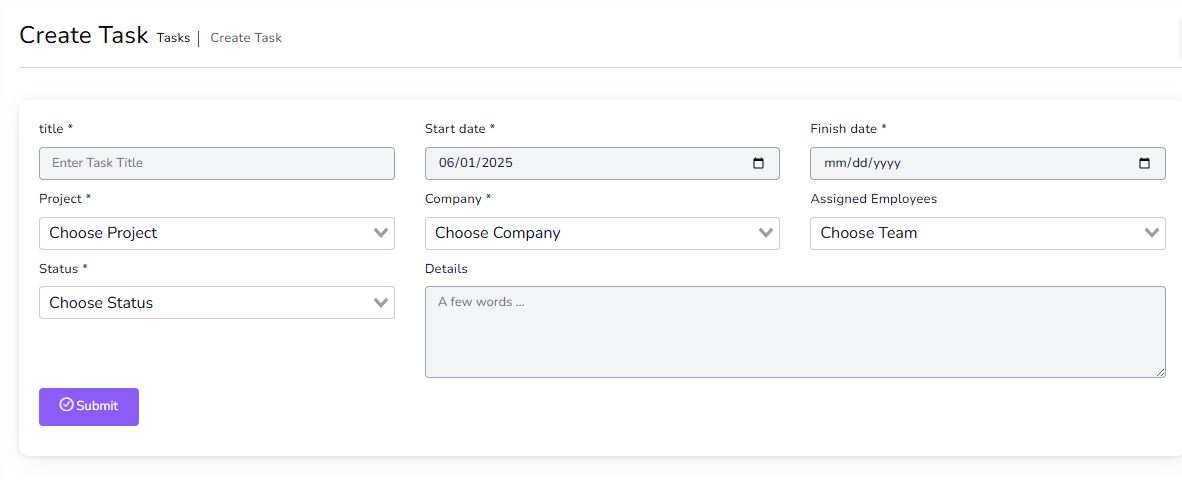 Create Task Tasks | Create Task
title * Start date * Finish date *
Enter Task Title 06/01/2025 mm/dd/yyyy
Project * Company * Assigned Employees
Choose Project Choose Company Choose Team
Status * Details
Choose Status A few words ...
Submit